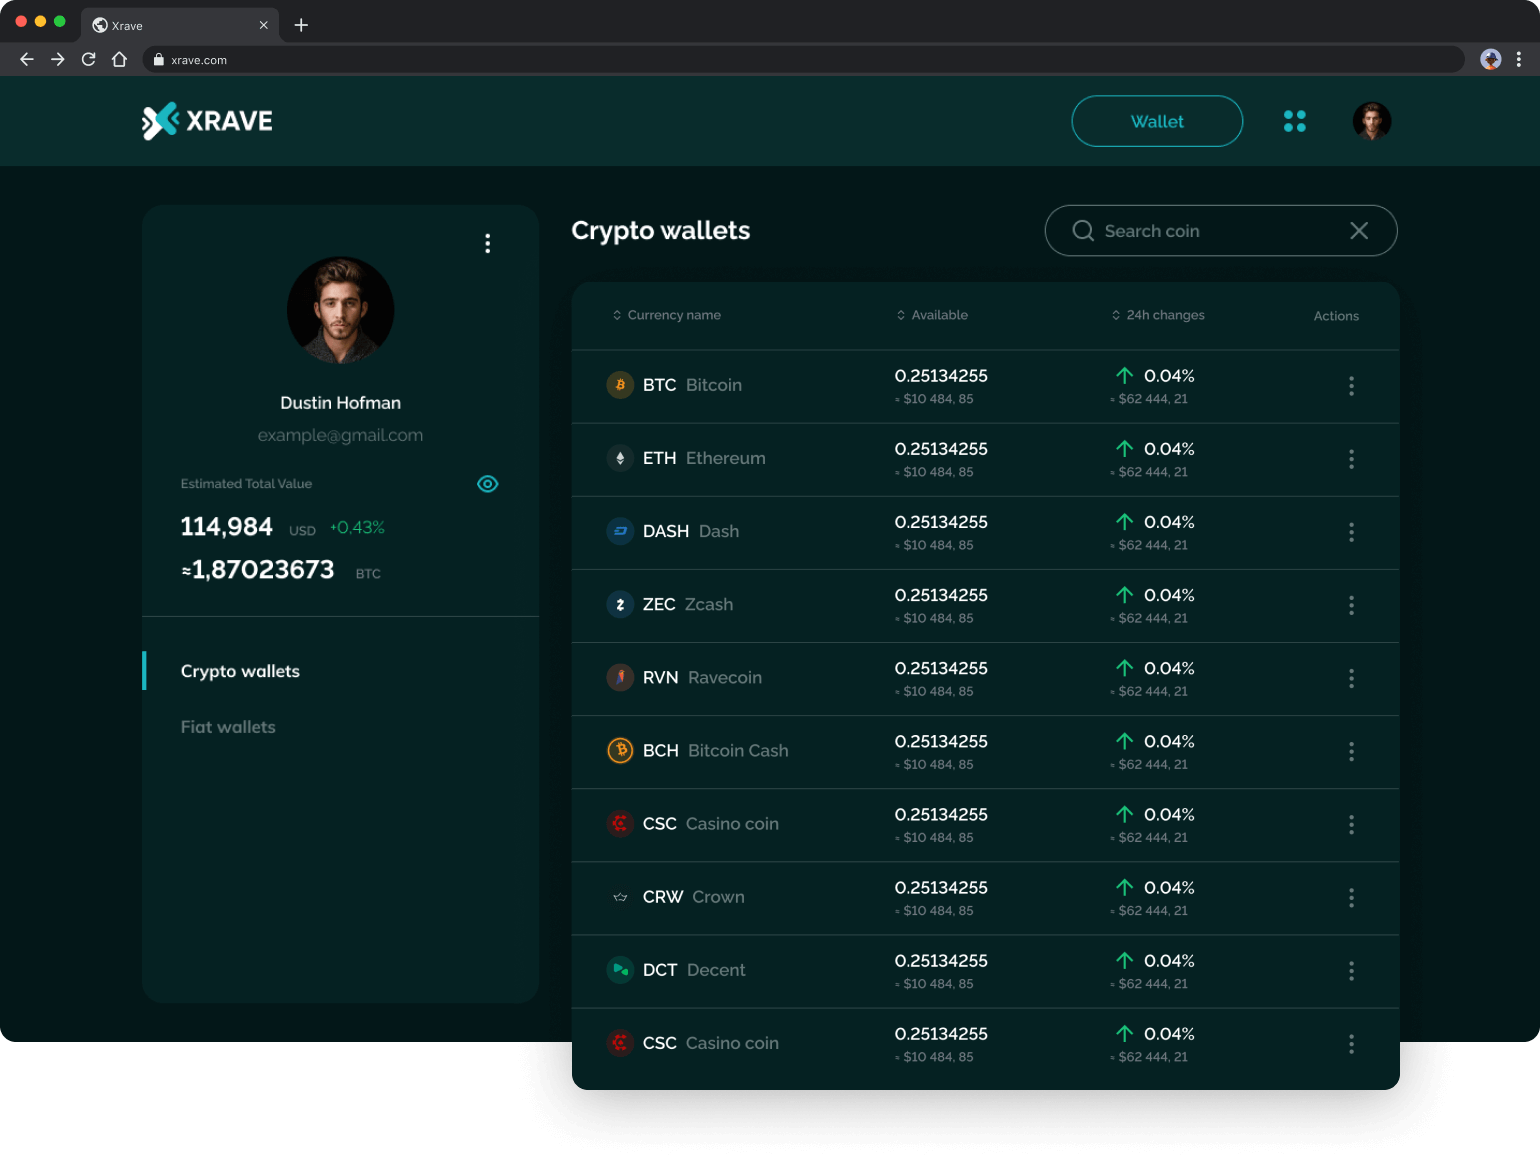 Xrave
xrave.com
XRAVE
Wallet
Dustin Hofman
example@gmail.com
Estimated Total Value
114,984 USD +0,43%
≈1,87023673 BTC
Crypto wallets
Fiat wallets
Crypto wallets
Search coin
Currency name Available 24h changes Actions
BTC Bitcoin 0.25134255 0.04%
≈ $10 484, 85 ≈ $62 444, 21
ETH Ethereum 0.25134255 0.04%
≈ $10 484, 85 ≈ $62 444, 21
DASH Dash 0.25134255 0.04%
≈ $10 484, 85 ≈ $62 444, 21
ZEC Zcash 0.25134255 0.04%
≈ $10 484, 85 ≈ $62 444, 21
RVN Ravecoin 0.25134255 0.04%
≈ $10 484, 85 ≈ $62 444, 21
BCH Bitcoin Cash 0.25134255 0.04%
≈ $10 484, 85 ≈ $62 444, 21
CSC Casino coin 0.25134255 0.04%
≈ $10 484, 85 ≈ $62 444, 21
CRW Crown 0.25134255 0.04%
≈ $10 484, 85 ≈ $62 444, 21
DCT Decent 0.25134255 0.04%
≈ $10 484, 85 ≈ $62 444, 21
CSC Casino coin 0.25134255 0.04%
≈ $10 484, 85 ≈ $62 444, 21